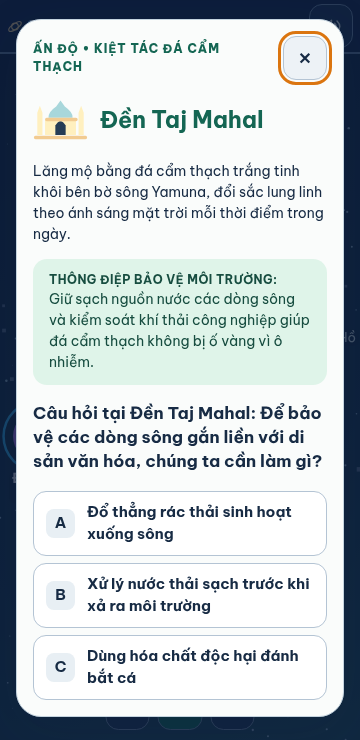 ẤN ĐỘ • KIỆT TÁC ĐÁ CẨM
THẠCH
✕
Đền Taj Mahal
Lăng mộ bằng đá cẩm thạch trắng tinh
khôi bên bờ sông Yamuna, đổi sắc lung linh
theo ánh sáng mặt trời mỗi thời điểm trong
ngày.
THÔNG ĐIỆP BẢO VỆ MÔI TRƯỜNG:
Giữ sạch nguồn nước các dòng sông
và kiểm soát khí thải công nghiệp giúp
đá cẩm thạch không bị ố vàng vì ô
nhiễm.
Câu hỏi tại Đền Taj Mahal: Để bảo
vệ các dòng sông gắn liền với di
sản văn hóa, chúng ta cần làm gì?
A
Đổ thẳng rác thải sinh hoạt
xuống sông
B
Xử lý nước thải sạch trước khi
xả ra môi trường
C
Dùng hóa chất độc hại đánh
bắt cá